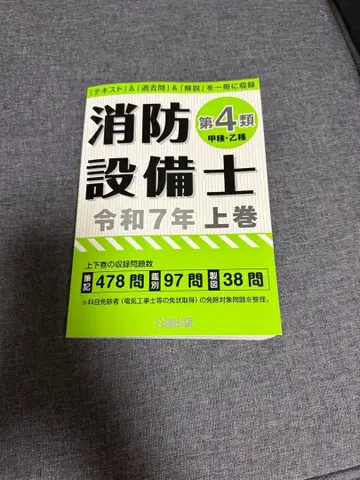 「テキスト」&「過去問」&「解説」を一冊に収録
消防
設備士
第4類
甲種・乙種
令和7年 上巻
上下巻の収録問題数
筆記 478問 鑑別 97問 製図 38問
※科目免除者(電気工事士等の免状取得)の免除対象問題を整理。
公論出版